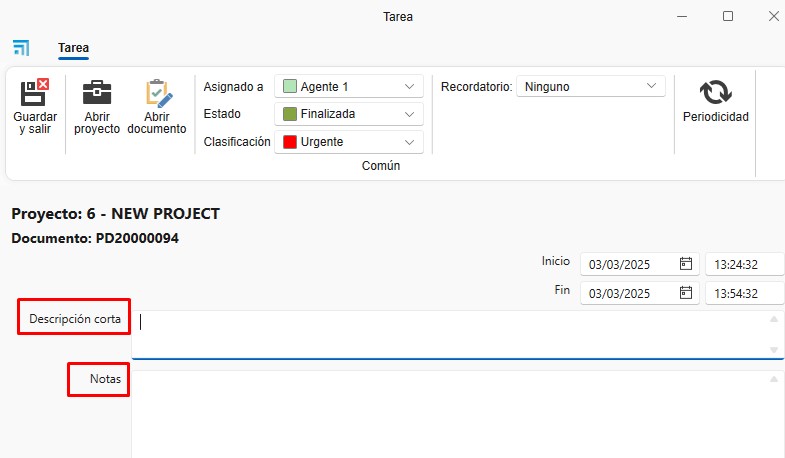 Tarea
Tarea
Guardar y salir
Abrir proyecto
Abrir documento
Asignado a Agente 1
Estado Finalizada
Clasificación Urgente
Recordatorio: Ninguno
Periodicidad
Común
Proyecto: 6 - NEW PROJECT
Documento: PD20000094
Inicio 03/03/2025 13:24:32
Fin 03/03/2025 13:54:32
Descripción corta
Notas